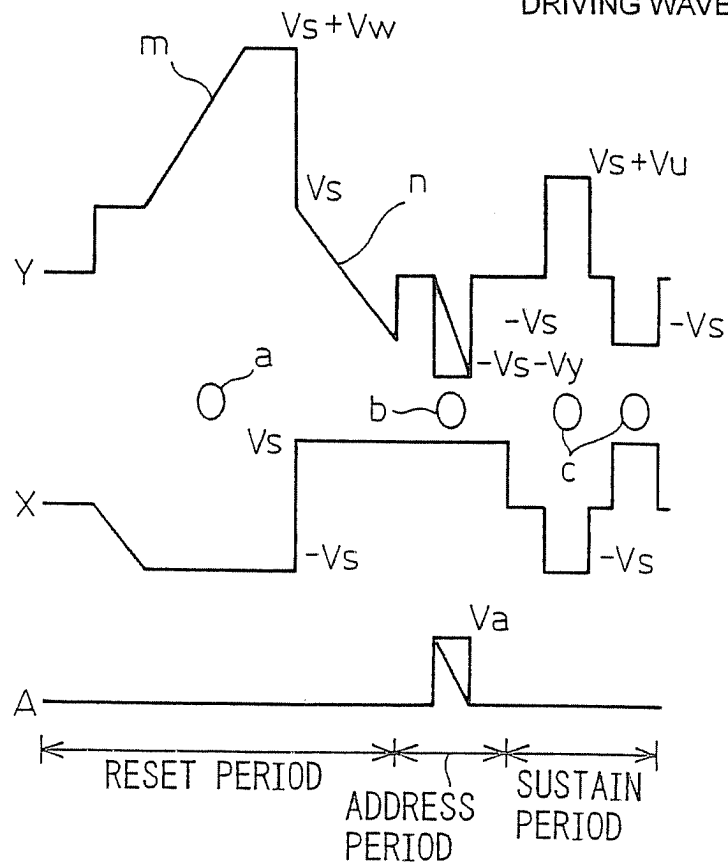 DRIVING WAVE
Vs+Vw
m
Vs
n
Vs+Vu
Y
-Vs
-Vs
-Vs-Vy
a
b
c
Vs
X
-Vs
-Vs
Va
A
RESET PERIOD
ADDRESS
PERIOD
SUSTAIN
PERIOD